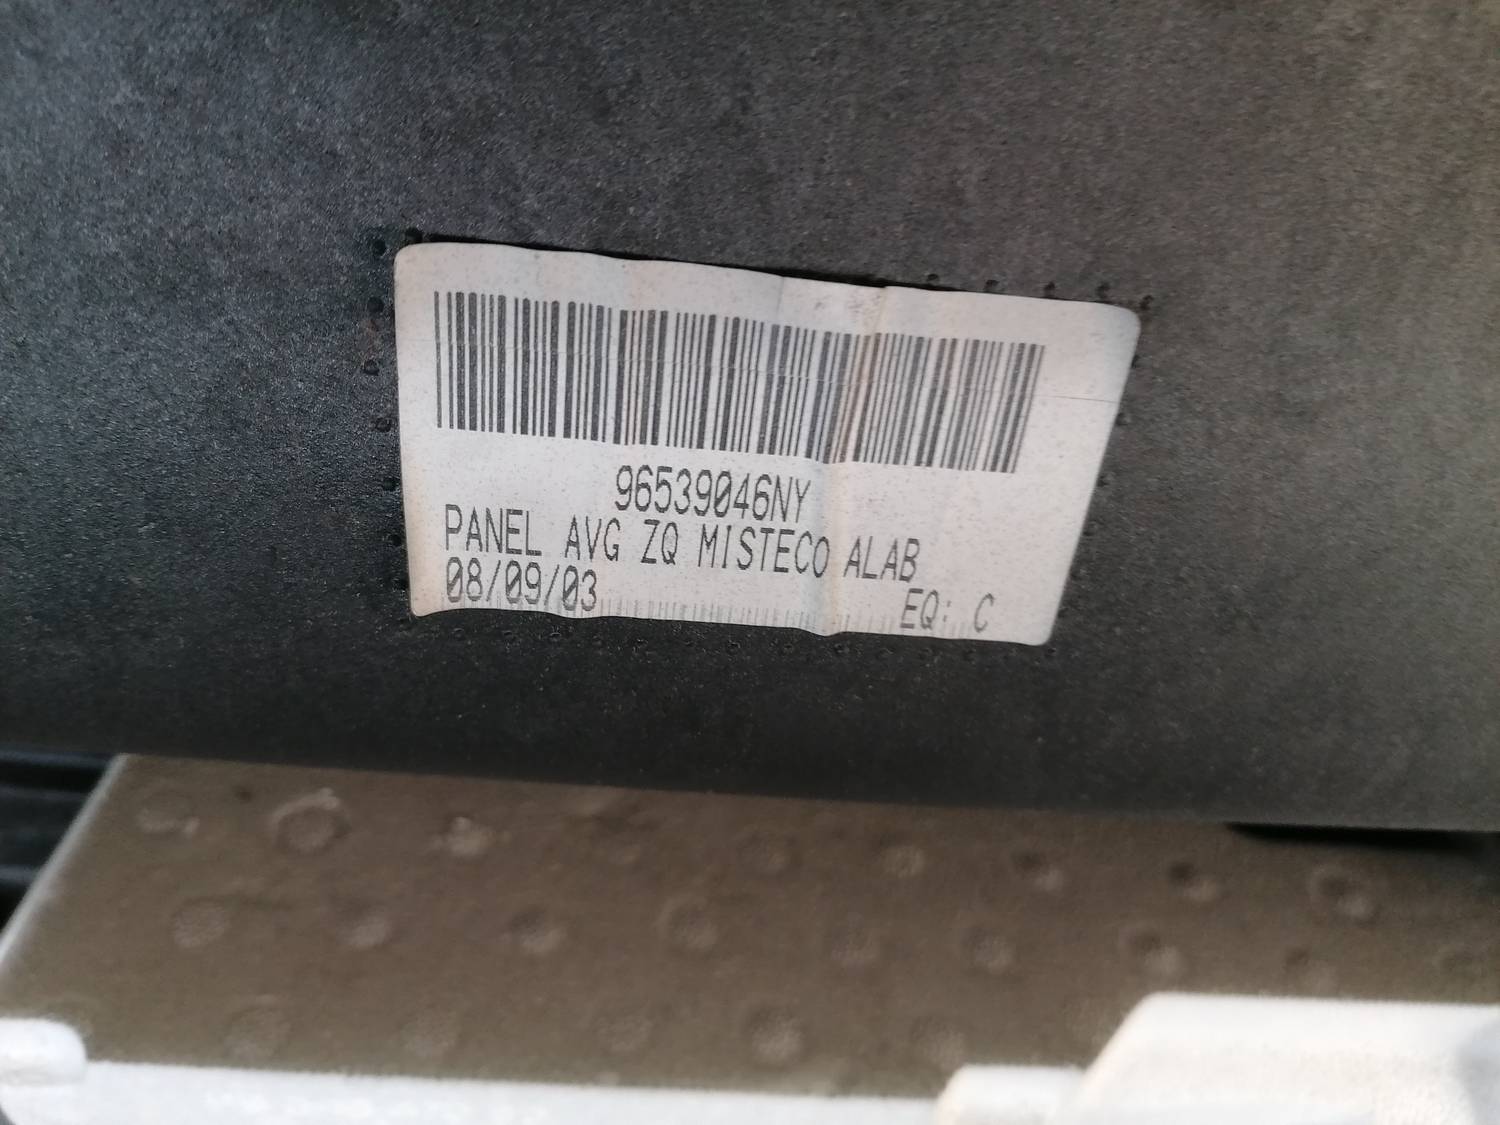 96539046NY
PANEL AVG ZQ MISTECO ALAB
08/09/03
EQ: C